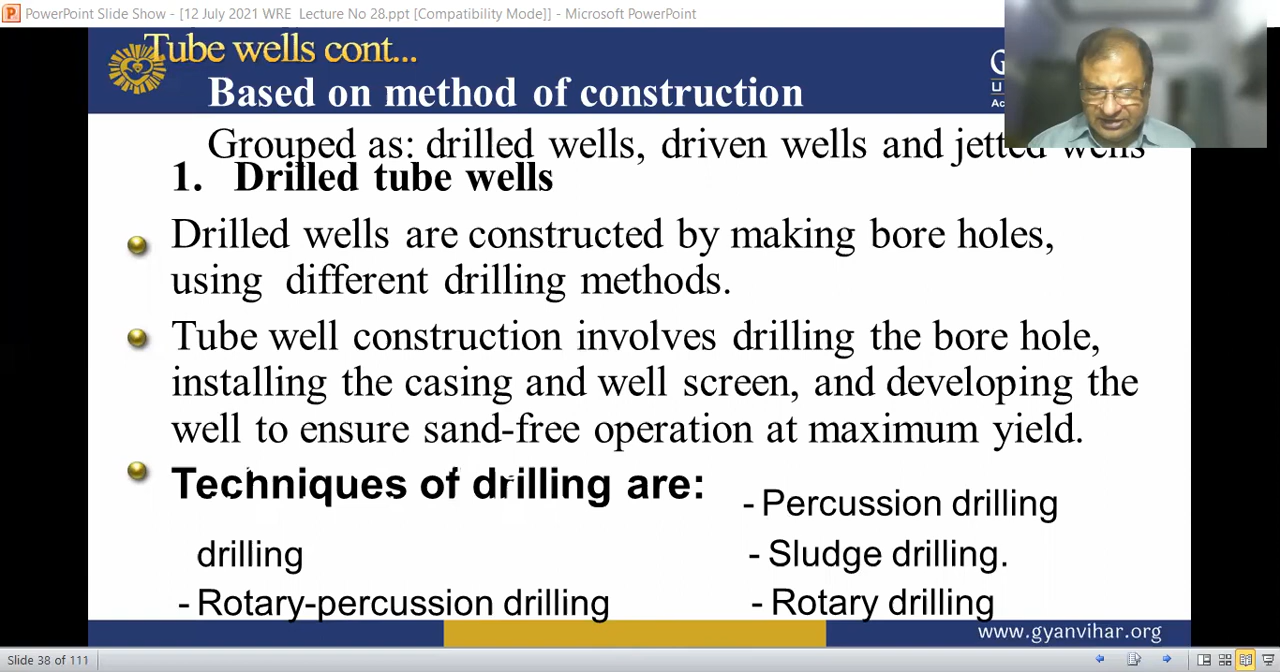 PowerPoint Slide Show - [12 July 2021 WRE Lecture No 28.ppt [Compatibility Mode]] - Microsoft PowerPoint
Tube wells cont...
Based on method of construction
Grouped as: drilled wells, driven wells and jetted wells
1. Drilled tube wells
Drilled wells are constructed by making bore holes,
using different drilling methods.
Tube well construction involves drilling the bore hole,
installing the casing and well screen, and developing the
well to ensure sand-free operation at maximum yield.
Techniques of drilling are:
- Percussion drilling
drilling
- Sludge drilling.
- Rotary-percussion drilling
- Rotary drilling
www.gyanvihar.org
Slide 38 of 111